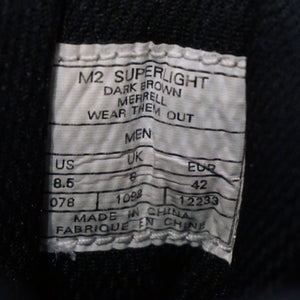 M2 SUPERLIGHT
DARK BROWN
MERRELL
WEAR THEM OUT
MEN
US UK EUR
8.5 8 42
078 1098 12233
MADE IN CHINA
FABRIQUE EN CHINE